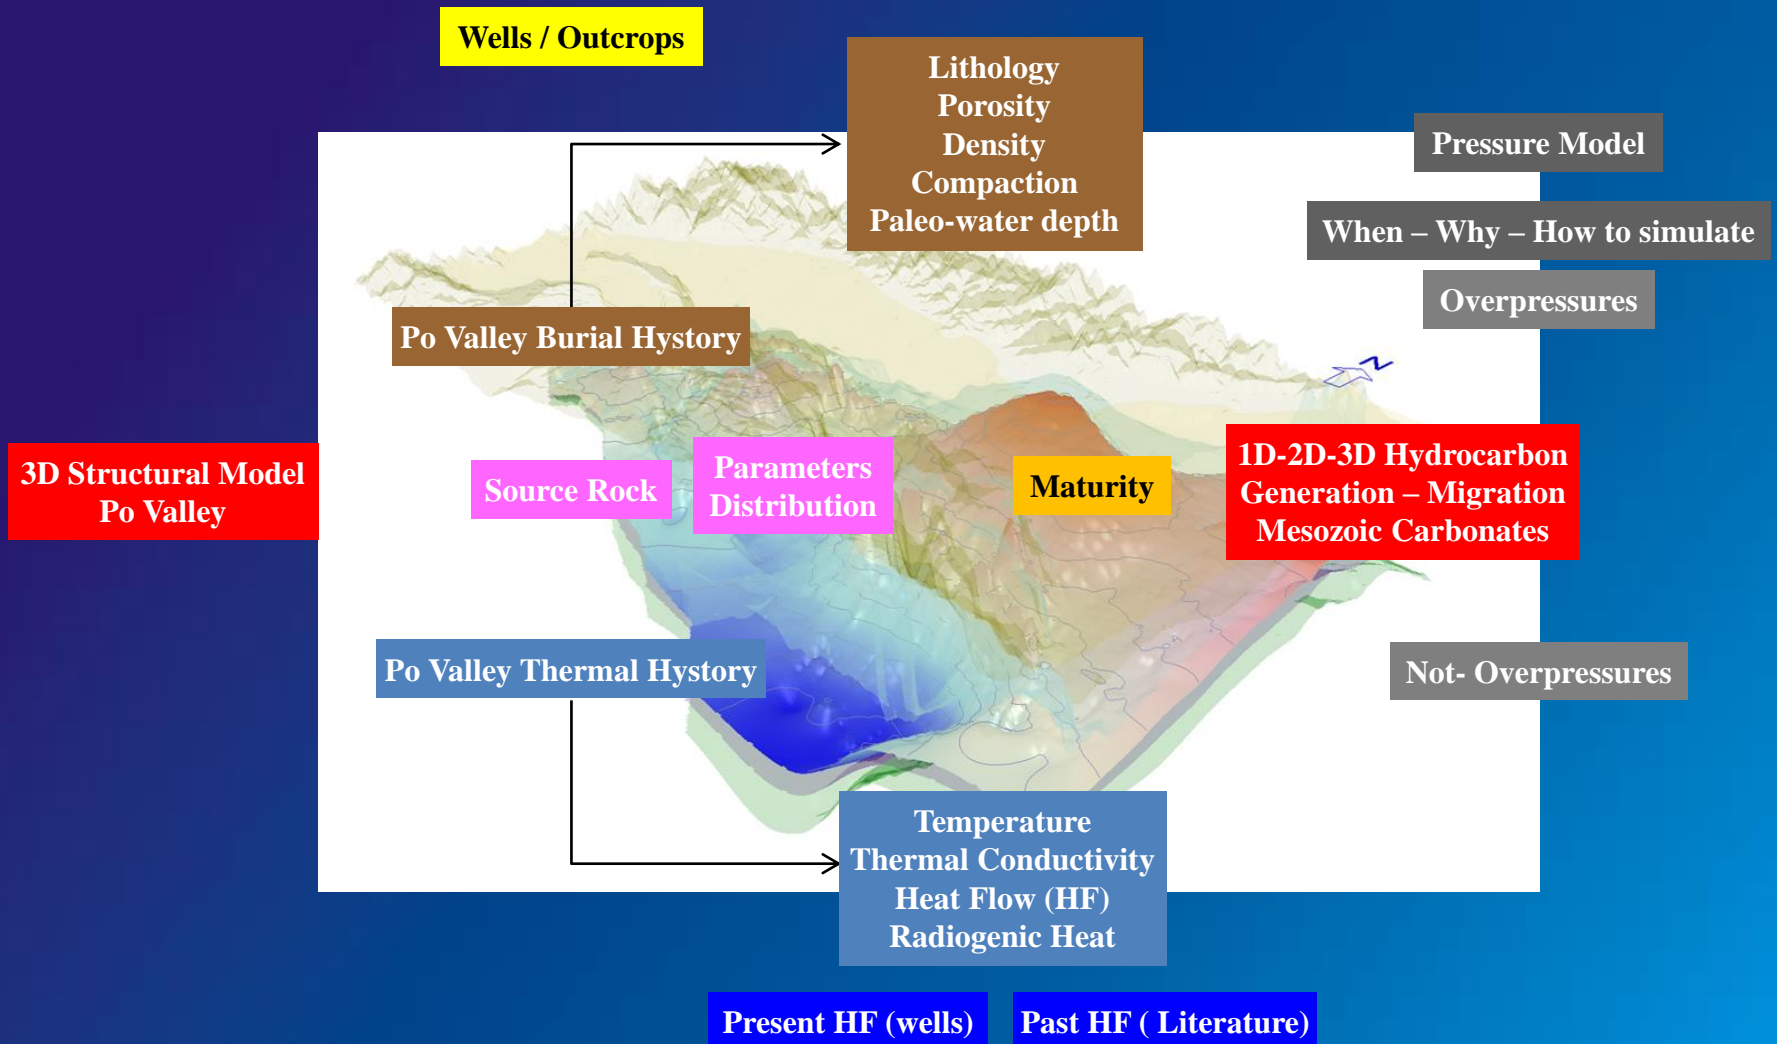 Wells / Outcrops
Lithology
Porosity
Density
Compaction
Paleo-water depth
Pressure Model
When – Why – How to simulate
Overpressures
Po Valley Burial Hystory
3D Structural Model
Po Valley
Source Rock
Parameters
Distribution
Maturity
1D-2D-3D Hydrocarbon
Generation – Migration
Mesozoic Carbonates
Po Valley Thermal Hystory
Not- Overpressures
Temperature
Thermal Conductivity
Heat Flow (HF)
Radiogenic Heat
Present HF (wells)
Past HF ( Literature)